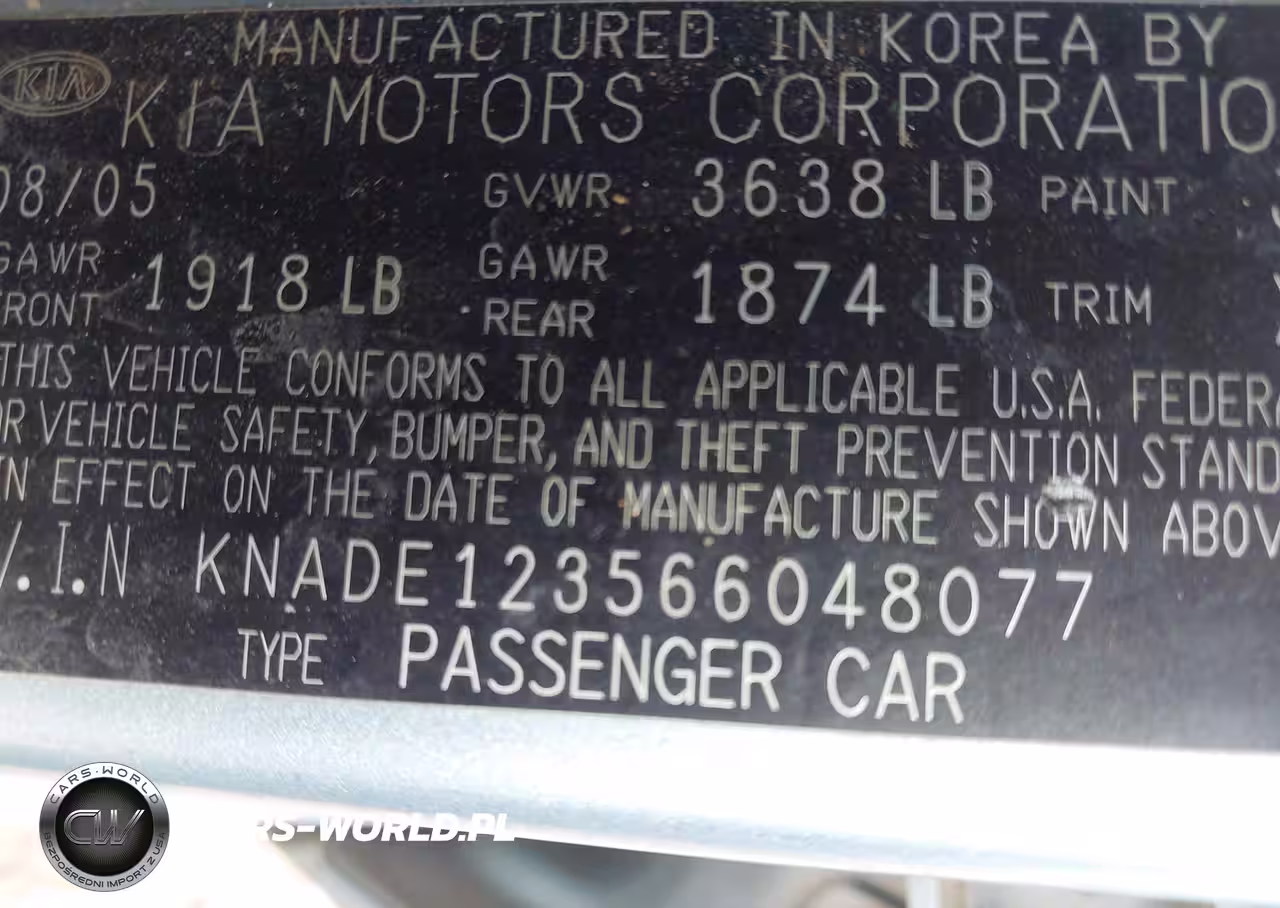 MANUFACTURED IN KOREA BY
KIA KIA MOTORS CORPORATIO
08/05 GVWR 3638 LB PAINT
GAWR FRONT 1918 LB GAWR REAR 1874 LB TRIM
THIS VEHICLE CONFORMS TO ALL APPLICABLE U.S.A. FEDERA
OR VEHICLE SAFETY, BUMPER, AND THEFT PREVENTION STAND
IN EFFECT ON THE DATE OF MANUFACTURE SHOWN ABOV
V.I.N KNADE123566048077
TYPE PASSENGER CAR
CARS-WORLD
CW
BEZPOŚREDNI IMPORT Z USA
RS-WORLD.PL